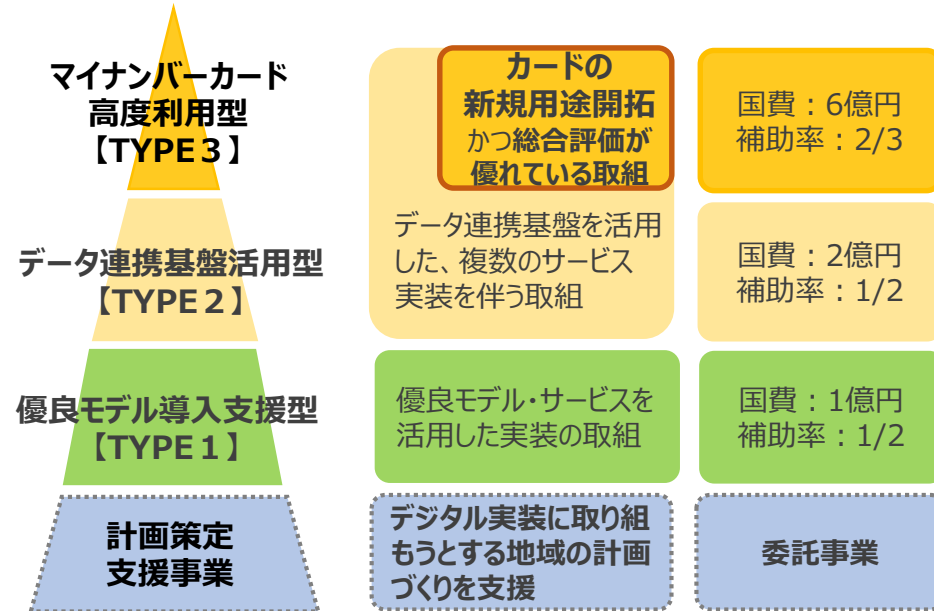 マイナンバーカード
高度利用型
【TYPE3】
カードの
新規用途開拓
かつ総合評価が
優れている取組
国費：6億円
補助率：2/3
データ連携基盤活用型
【TYPE2】
データ連携基盤を活用
した、複数のサービス
実装を伴う取組
国費：2億円
補助率：1/2
優良モデル導入支援型
【TYPE1】
優良モデル・サービスを
活用した実装の取組
国費：1億円
補助率：1/2
計画策定
支援事業
デジタル実装に取り組
もうとする地域の計画
づくりを支援
委託事業